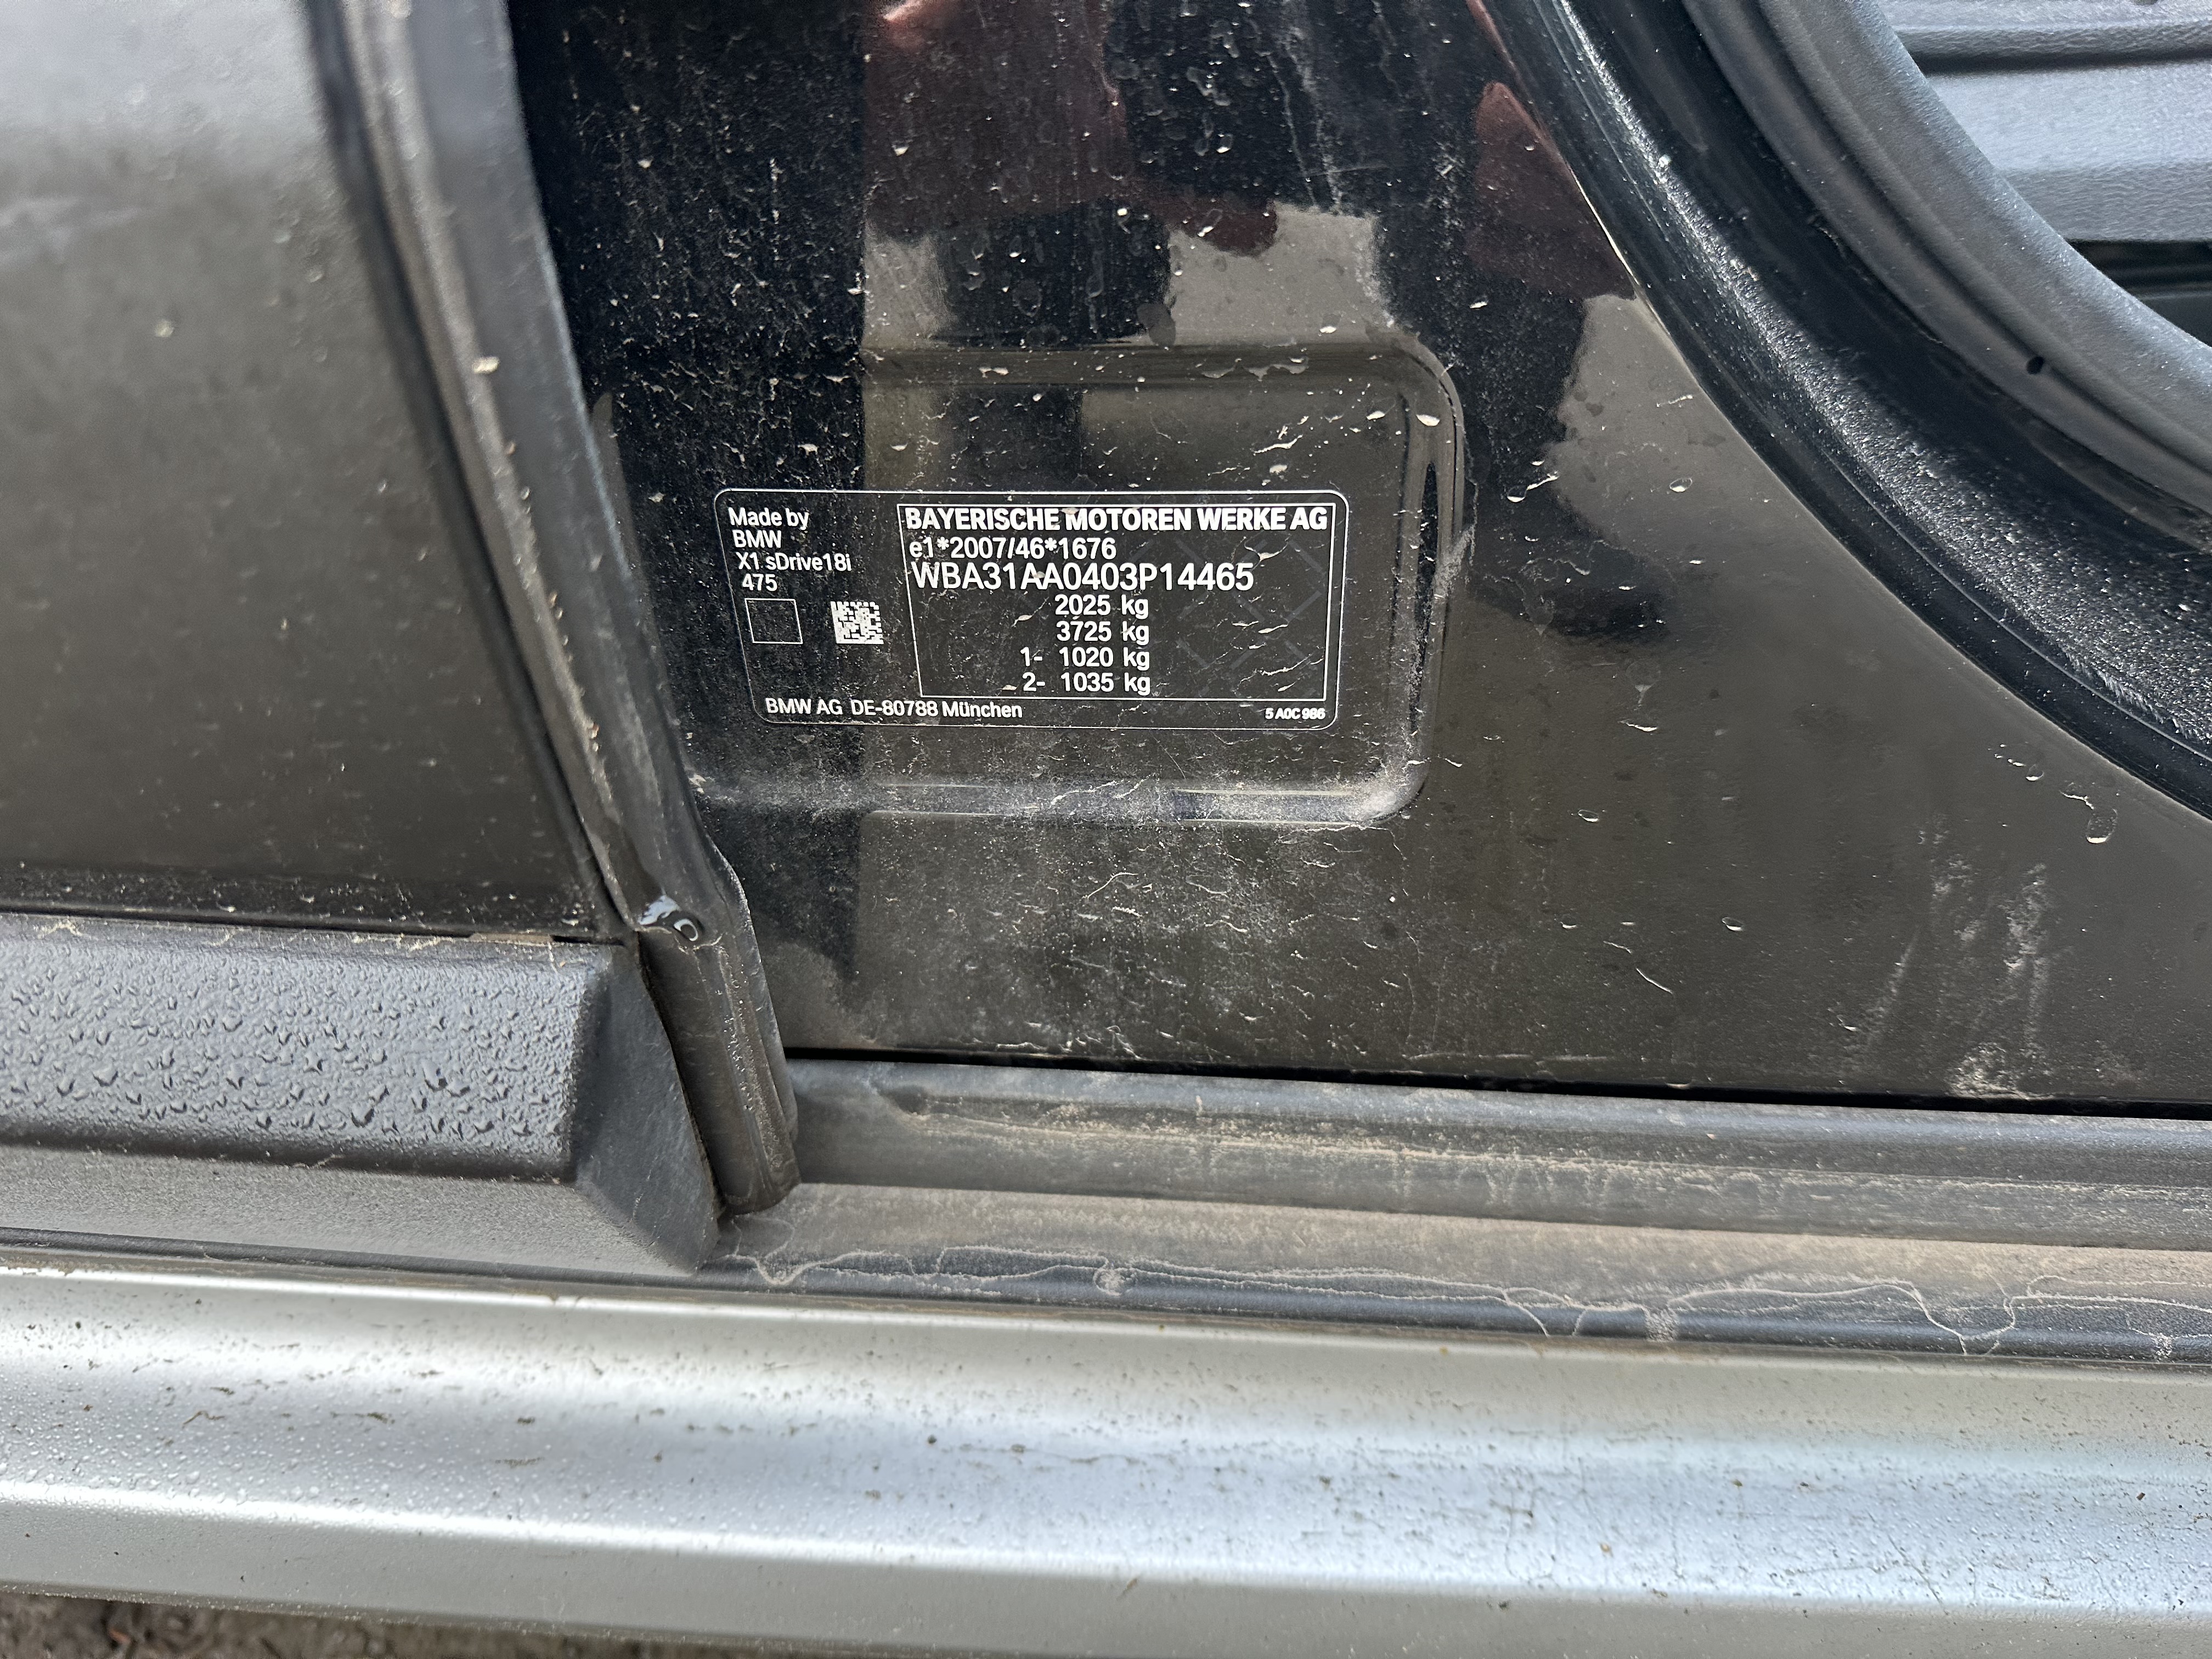 Made by
BMW
X1 sDrive18i
475
BAYERISCHE MOTOREN WERKE AG
e1*2007/46*1676
WBA31AA0403P14465
2025 kg
3725 kg
1- 1020 kg
2- 1035 kg
BMW AG DE-80788 München
5 A0C 986